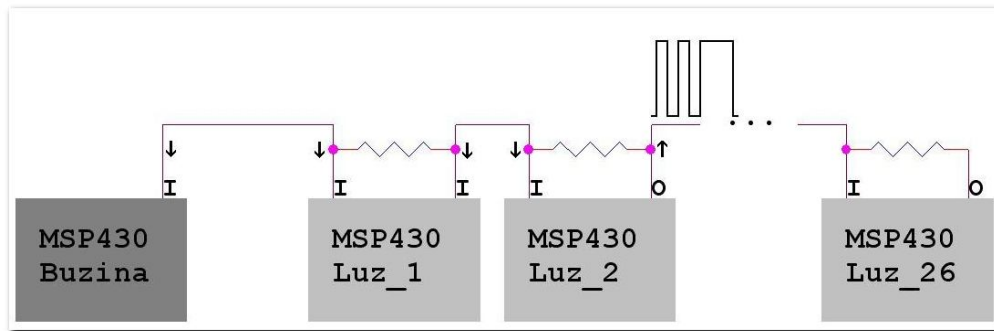 ...
I I I I O I O
MSP430 MSP430 MSP430 MSP430
Buzina Luz_1 Luz_2 Luz_26